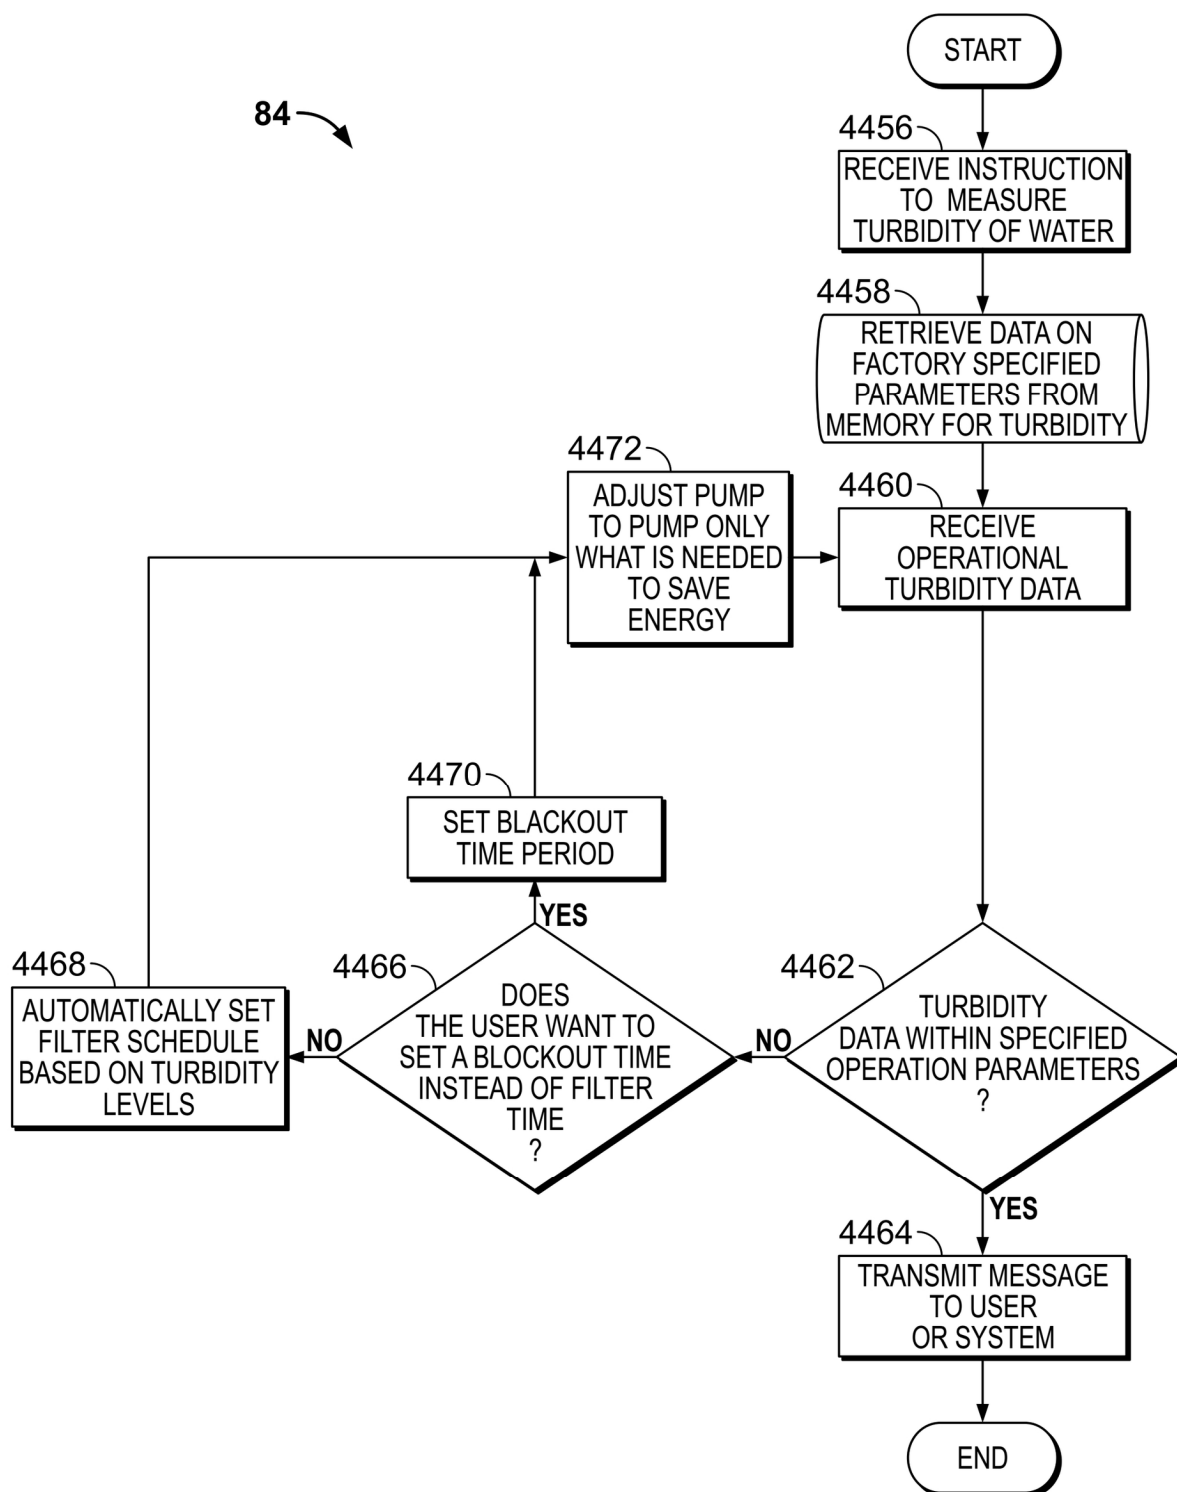 START
84
4456
RECEIVE INSTRUCTION
TO MEASURE
TURBIDITY OF WATER
4458
RETRIEVE DATA ON
FACTORY SPECIFIED
PARAMETERS FROM
MEMORY FOR TURBIDITY
4472
ADJUST PUMP
TO PUMP ONLY
WHAT IS NEEDED
TO SAVE
ENERGY
4460
RECEIVE
OPERATIONAL
TURBIDITY DATA
4470
SET BLACKOUT
TIME PERIOD
YES
4468
AUTOMATICALLY SET
FILTER SCHEDULE
BASED ON TURBIDITY
LEVELS
NO
4466
DOES
THE USER WANT TO
SET A BLOCKOUT TIME
INSTEAD OF FILTER
TIME
?
NO
4462
TURBIDITY
DATA WITHIN SPECIFIED
OPERATION PARAMETERS
?
YES
4464
TRANSMIT MESSAGE
TO USER
OR SYSTEM
END